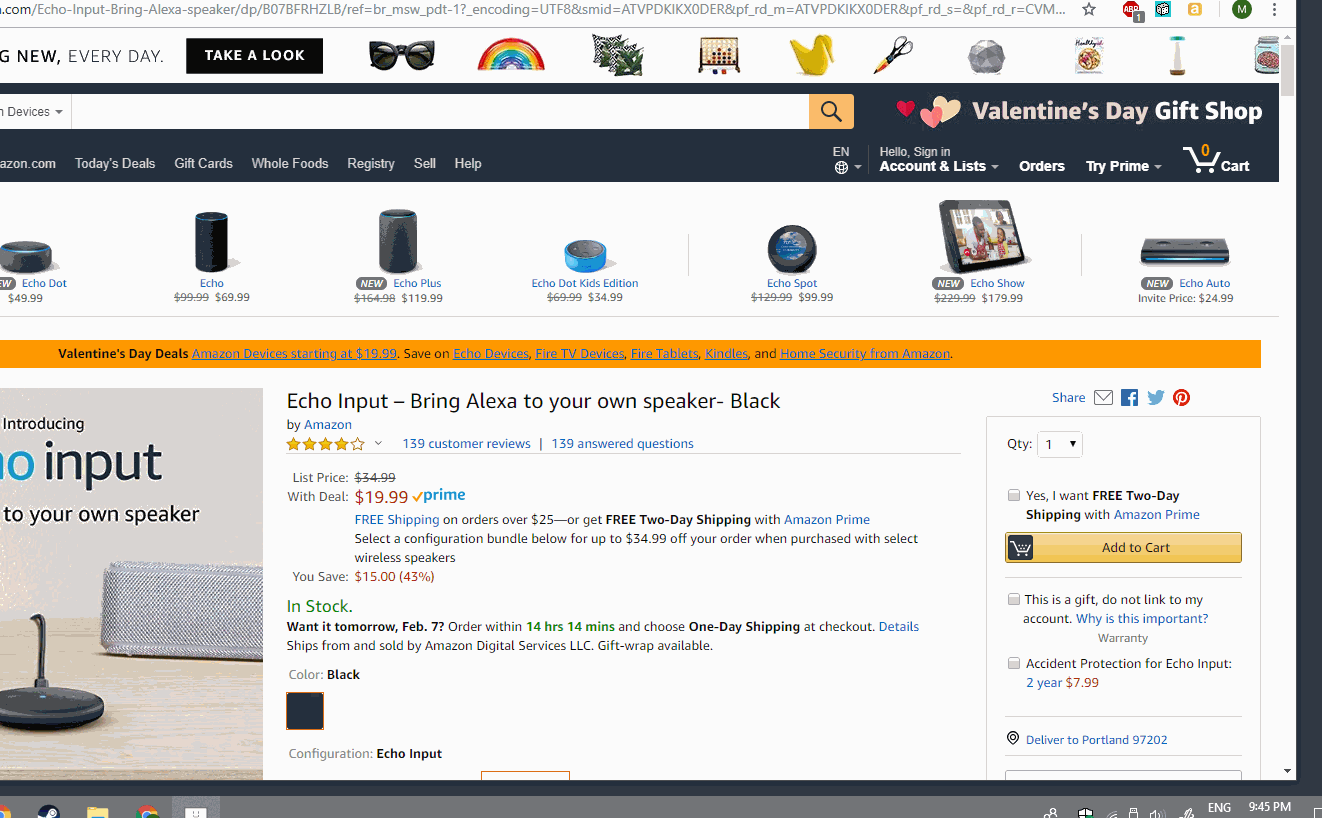 n.com/Echo-Input-Bring-Alexa-speaker/dp/B07BFRHZLB/ref=br_msw_pdt-1?_encoding=UTF8&smid=ATVPDKIKX0DER&pf_rd_m=ATVPDKIKX0DER&pf_rd_s=&pf_rd_r=CVM...
1
a
M
G NEW, EVERY DAY.
TAKE A LOOK
n Devices
Valentine's Day Gift Shop
azon.com Today's Deals Gift Cards Whole Foods Registry Sell Help
EN
Hello, Sign in
Account & Lists
Orders
Try Prime
0
Cart
EW Echo Dot
$49.99
Echo
$99.99 $69.99
NEW Echo Plus
$164.98 $119.99
Echo Dot Kids Edition
$69.99 $34.99
Echo Spot
$129.99 $99.99
NEW Echo Show
$229.99 $179.99
NEW Echo Auto
Invite Price: $24.99
Valentine's Day Deals Amazon Devices starting at $19.99. Save on Echo Devices, Fire TV Devices, Fire Tablets, Kindles, and Home Security from Amazon.
Introducing
o input
to your own speaker
Echo Input – Bring Alexa to your own speaker- Black
by Amazon
139 customer reviews | 139 answered questions
List Price: $34.99
With Deal: $19.99 prime
FREE Shipping on orders over $25—or get FREE Two-Day Shipping with Amazon Prime
Select a configuration bundle below for up to $34.99 off your order when purchased with select
wireless speakers
You Save: $15.00 (43%)
In Stock.
Want it tomorrow, Feb. 7? Order within 14 hrs 14 mins and choose One-Day Shipping at checkout. Details
Ships from and sold by Amazon Digital Services LLC. Gift-wrap available.
Color: Black
Configuration: Echo Input
Share
Qty: 1
Yes, I want FREE Two-Day
Shipping with Amazon Prime
Add to Cart
This is a gift, do not link to my
account. Why is this important?
Warranty
Accident Protection for Echo Input:
2 year $7.99
Deliver to Portland 97202
ENG
9:45 PM